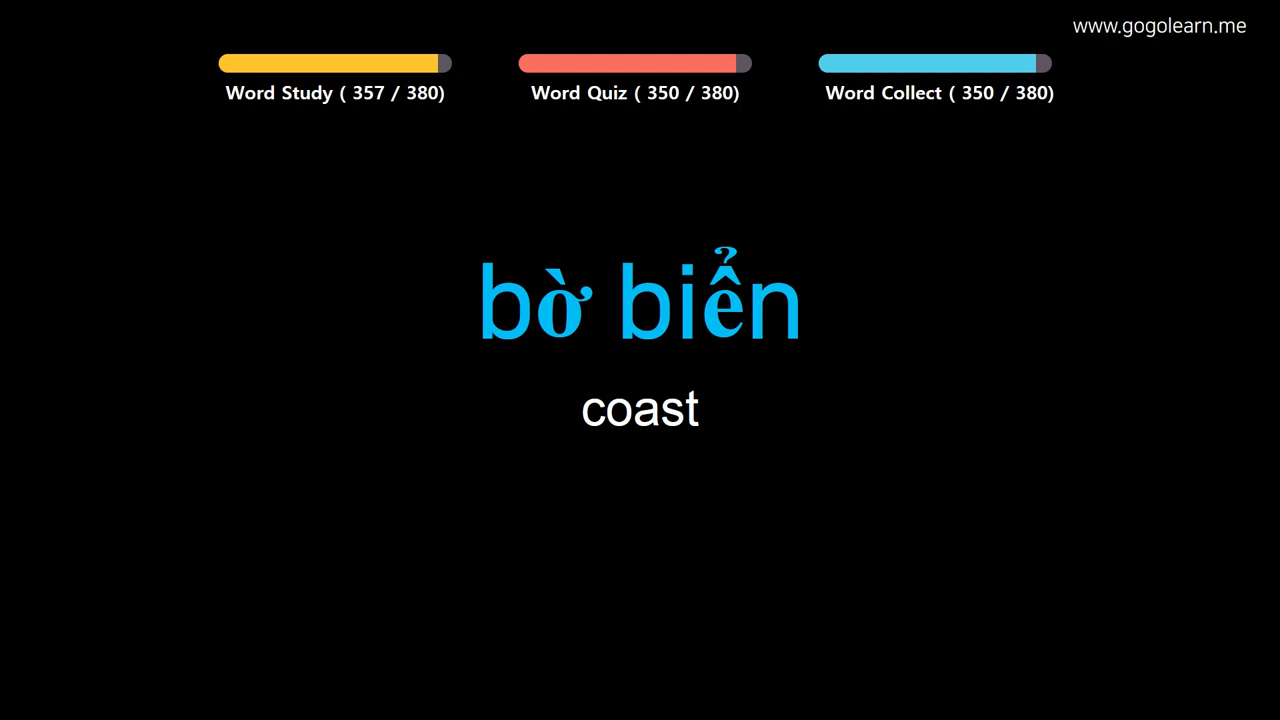 www.gogolearn.me
Word Study ( 357 / 380)
Word Quiz ( 350 / 380)
Word Collect ( 350 / 380)
bờ biển
coast